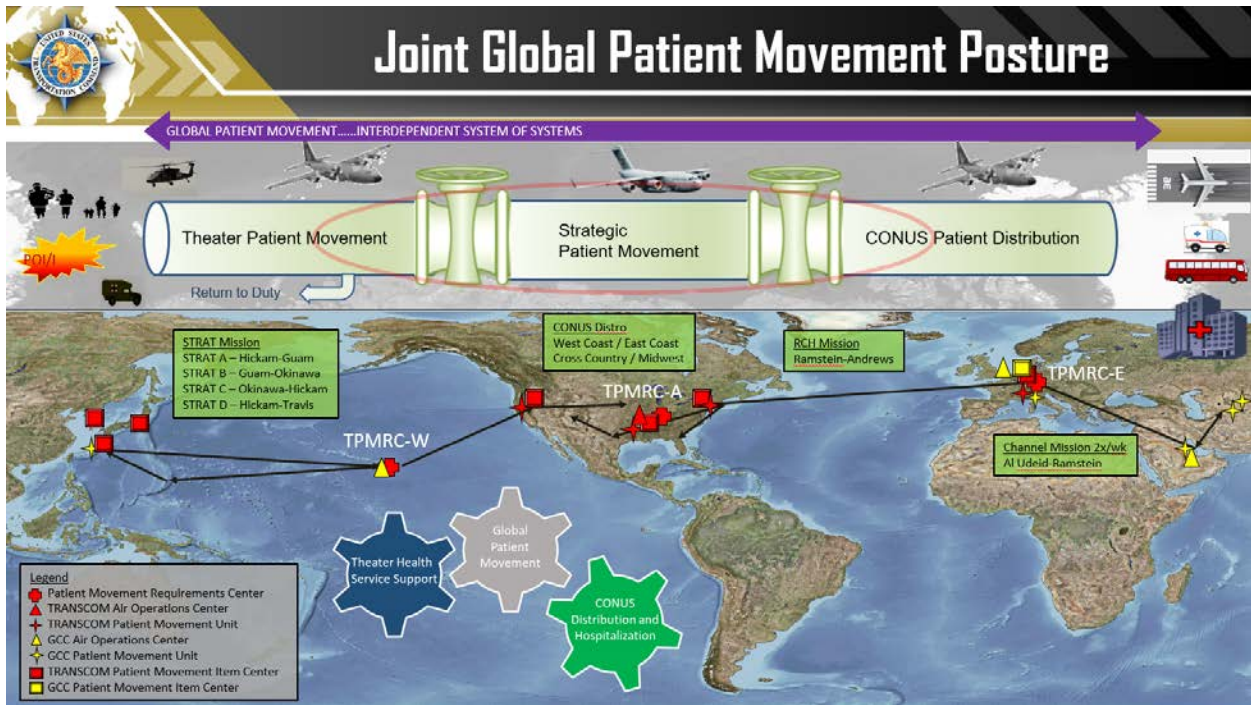 UNITED STATES
TRANSPORTATION COMMAND
Joint Global Patient Movement Posture
GLOBAL PATIENT MOVEMENT......INTERDEPENDENT SYSTEM OF SYSTEMS
ae
Theater Patient Movement
Strategic
Patient Movement
CONUS Patient Distribution
POI/I
Return to Duty
STRAT Mission
STRAT A – Hickam-Guam
STRAT B – Guam-Okinawa
STRAT C – Okinawa-Hickam
STRAT D – Hickam-Travis
CONUS Distro
West Coast / East Coast
Cross Country / Midwest
RCH Mission
Ramstein-Andrews
TPMRC-A
TPMRC-E
TPMRC-W
Channel Mission 2x/wk
Al Udeid-Ramstein
Theater Health
Service Support
Global
Patient
Movement
CONUS
Distribution and
Hospitalization
Legend
Patient Movement Requirements Center
TRANSCOM Air Operations Center
TRANSCOM Patient Movement Unit
GCC Air Operations Center
GCC Patient Movement Unit
TRANSCOM Patient Movement Item Center
GCC Patient Movement Item Center